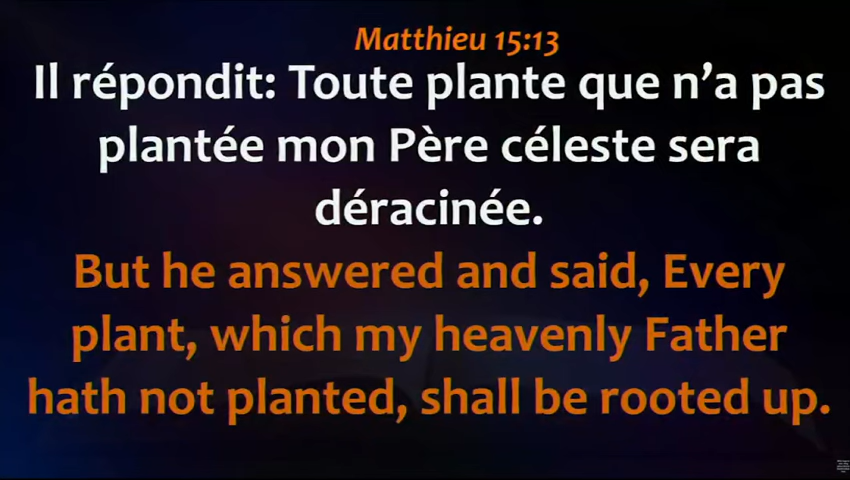 Matthieu 15:13
Il répondit: Toute plante que n’a pas
plantée mon Père céleste sera
déracinée.
But he answered and said, Every
plant, which my heavenly Father
hath not planted, shall be rooted up.